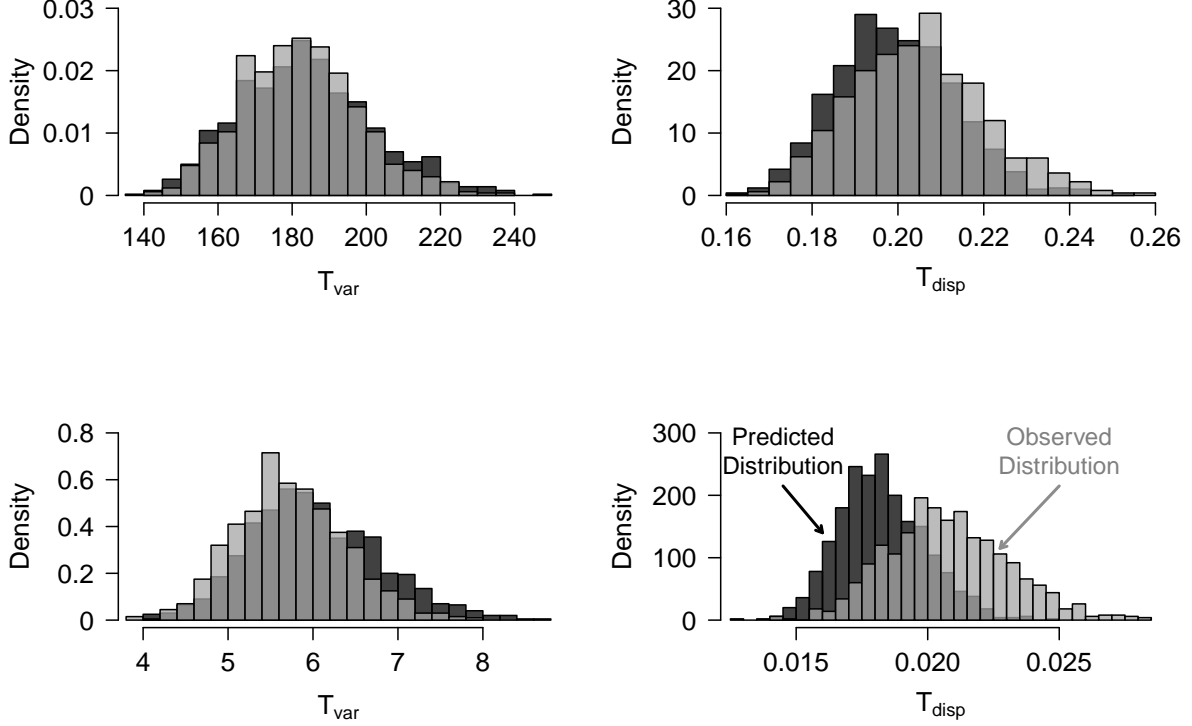 0.03
0.02
0.01
0
Density
140 160 180 200 220 240
T_var
30
20
10
0
Density
0.16 0.18 0.20 0.22 0.24 0.26
T_disp
0.8
0.6
0.4
0.2
0
Density
4 5 6 7 8
T_var
300
200
100
0
Density
Predicted
Distribution
Observed
Distribution
0.015 0.020 0.025
T_disp